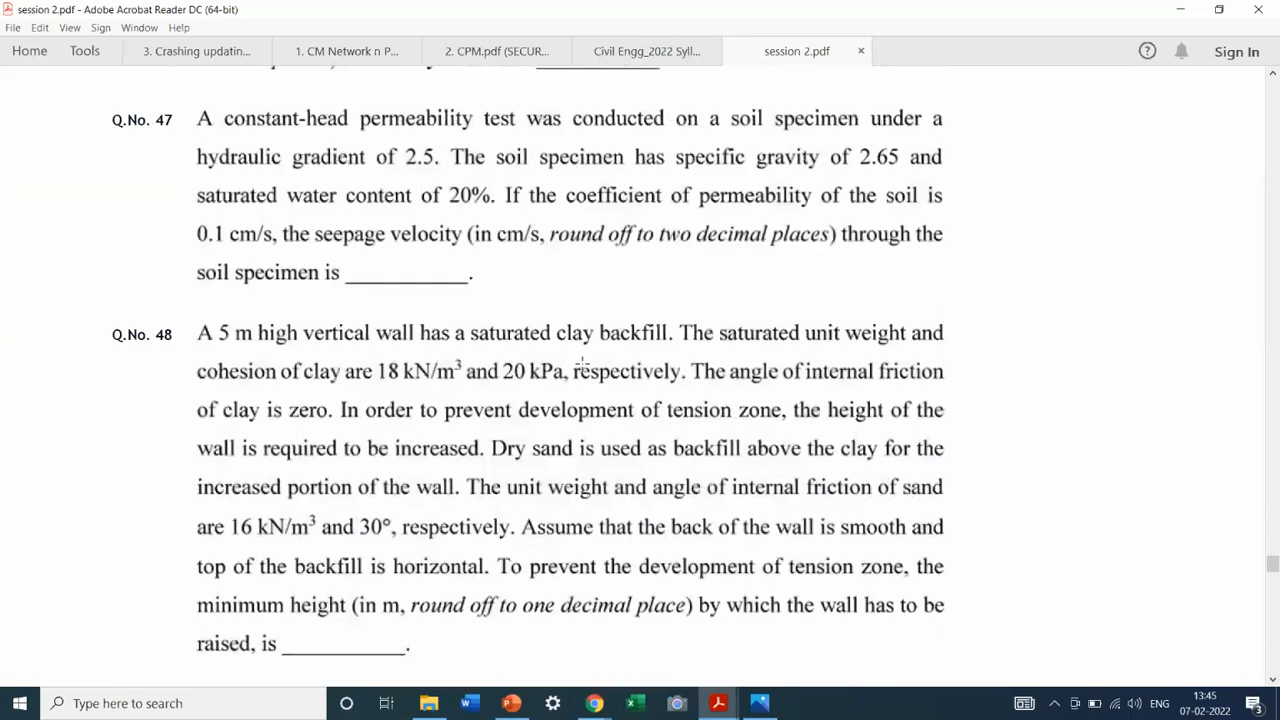 session 2.pdf - Adobe Acrobat Reader DC (64-bit)
File Edit View Sign Window Help
Home Tools 3. Crashing updatin... 1. CM Network n P... 2. CPM.pdf (SECUR... Civil Engg_2022 Syll... session 2.pdf × Sign In
Q.No. 47 A constant-head permeability test was conducted on a soil specimen under a
hydraulic gradient of 2.5. The soil specimen has specific gravity of 2.65 and
saturated water content of 20%. If the coefficient of permeability of the soil is
0.1 cm/s, the seepage velocity (in cm/s, round off to two decimal places) through the
soil specimen is __________.
Q.No. 48 A 5 m high vertical wall has a saturated clay backfill. The saturated unit weight and
cohesion of clay are 18 kN/m³ and 20 kPa, respectively. The angle of internal friction
of clay is zero. In order to prevent development of tension zone, the height of the
wall is required to be increased. Dry sand is used as backfill above the clay for the
increased portion of the wall. The unit weight and angle of internal friction of sand
are 16 kN/m³ and 30°, respectively. Assume that the back of the wall is smooth and
top of the backfill is horizontal. To prevent the development of tension zone, the
minimum height (in m, round off to one decimal place) by which the wall has to be
raised, is __________.
Type here to search
ENG
13:45
07-02-2022
3